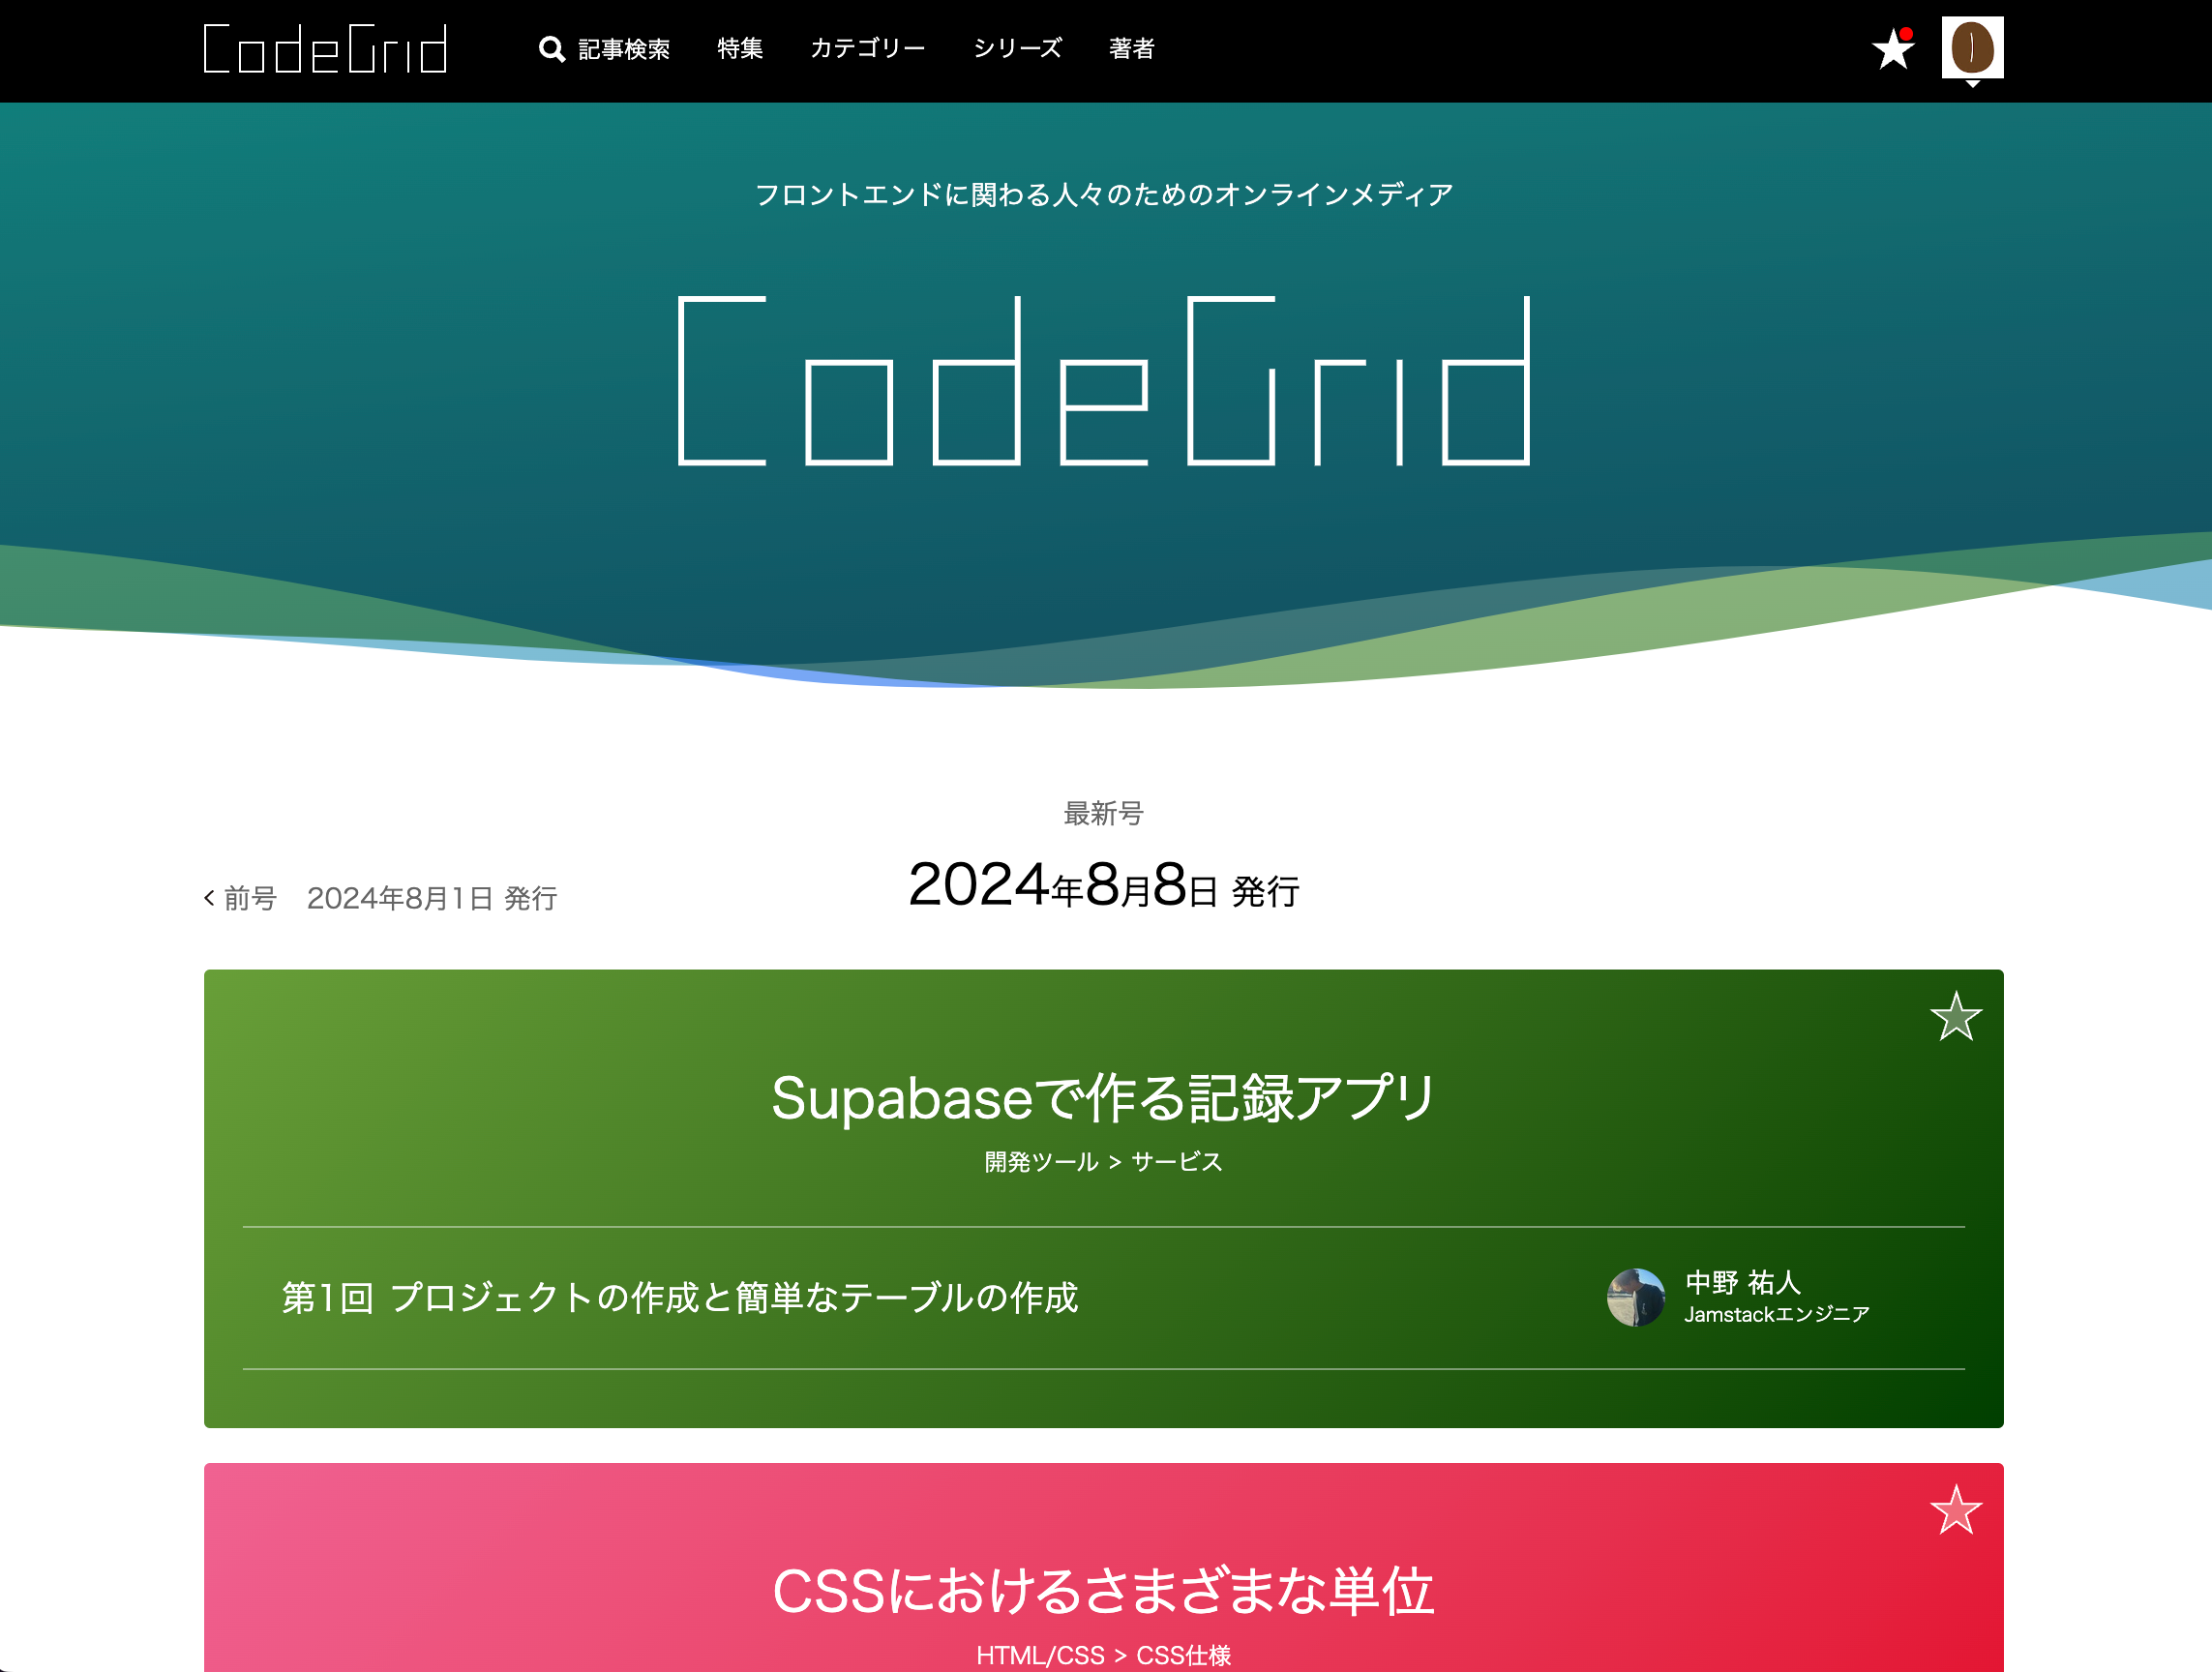 CodeGrid 記事検索 特集 カテゴリー シリーズ 著者
フロントエンドに関わる人々のためのオンラインメディア
CodeGrid
最新号
< 前号 2024年8月1日 発行
2024年8月8日 発行
Supabaseで作る記録アプリ
開発ツール > サービス
第1回 プロジェクトの作成と簡単なテーブルの作成
中野 祐人
Jamstackエンジニア
CSSにおけるさまざまな単位
HTML/CSS > CSS仕様